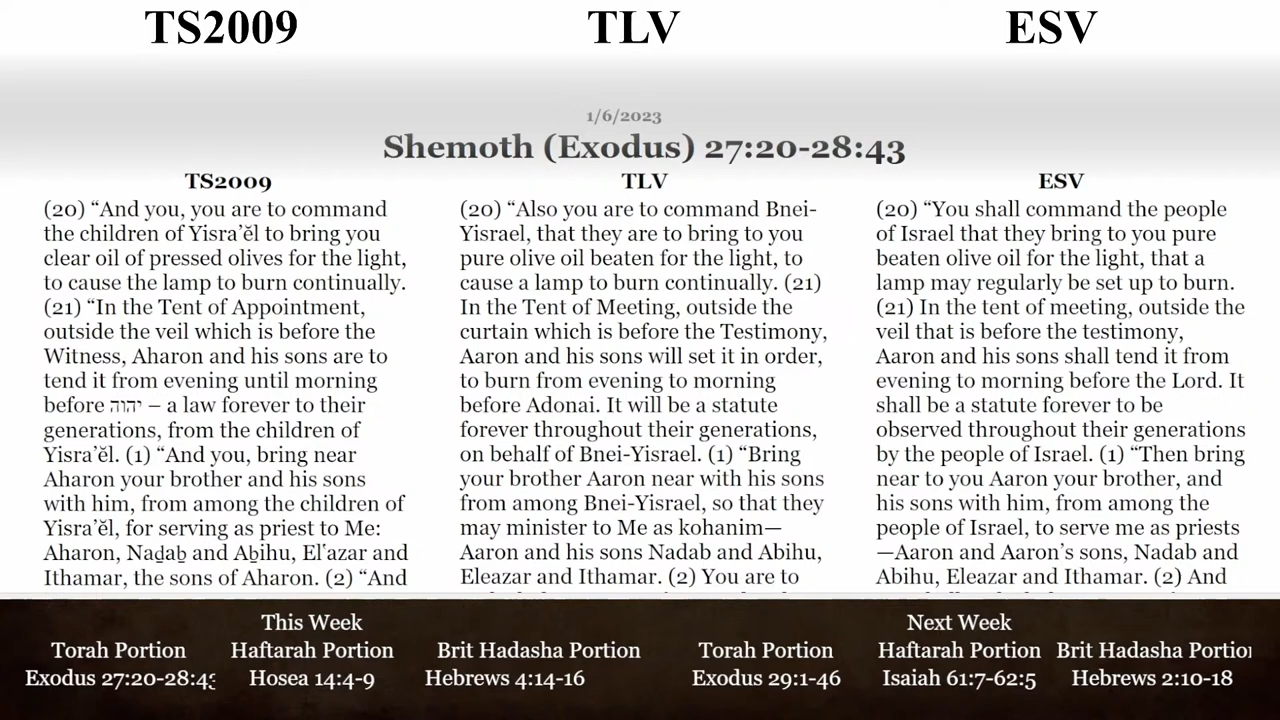 TS2009 TLV ESV
1/6/2023
Shemoth (Exodus) 27:20-28:43
TS2009
(20) “And you, you are to command
the children of Yisra’ĕl to bring you
clear oil of pressed olives for the light,
to cause the lamp to burn continually.
(21) “In the Tent of Appointment,
outside the veil which is before the
Witness, Aharon and his sons are to
tend it from evening until morning
before יהוה – a law forever to their
generations, from the children of
Yisra’ĕl. (1) “And you, bring near
Aharon your brother and his sons
with him, from among the children of
Yisra’ĕl, for serving as priest to Me:
Aharon, Naḏaḇ and Aḇihu, El‛azar and
Ithamar, the sons of Aharon. (2) “And
TLV
(20) “Also you are to command Bnei-
Yisrael, that they are to bring to you
pure olive oil beaten for the light, to
cause a lamp to burn continually. (21)
In the Tent of Meeting, outside the
curtain which is before the Testimony,
Aaron and his sons will set it in order,
to burn from evening to morning
before Adonai. It will be a statute
forever throughout their generations,
on behalf of Bnei-Yisrael. (1) “Bring
your brother Aaron near with his sons
from among Bnei-Yisrael, so that they
may minister to Me as kohanim—
Aaron and his sons Nadab and Abihu,
Eleazar and Ithamar. (2) You are to
ESV
(20) “You shall command the people
of Israel that they bring to you pure
beaten olive oil for the light, that a
lamp may regularly be set up to burn.
(21) In the tent of meeting, outside the
veil that is before the testimony,
Aaron and his sons shall tend it from
evening to morning before the Lord. It
shall be a statute forever to be
observed throughout their generations
by the people of Israel. (1) “Then bring
near to you Aaron your brother, and
his sons with him, from among the
people of Israel, to serve me as priests
—Aaron and Aaron’s sons, Nadab and
Abihu, Eleazar and Ithamar. (2) And
This Week
Torah Portion Haftarah Portion Brit Hadasha Portion
Exodus 27:20-28:43 Hosea 14:4-9 Hebrews 4:14-16
Next Week
Torah Portion Haftarah Portion Brit Hadasha Portion
Exodus 29:1-46 Isaiah 61:7-62:5 Hebrews 2:10-18